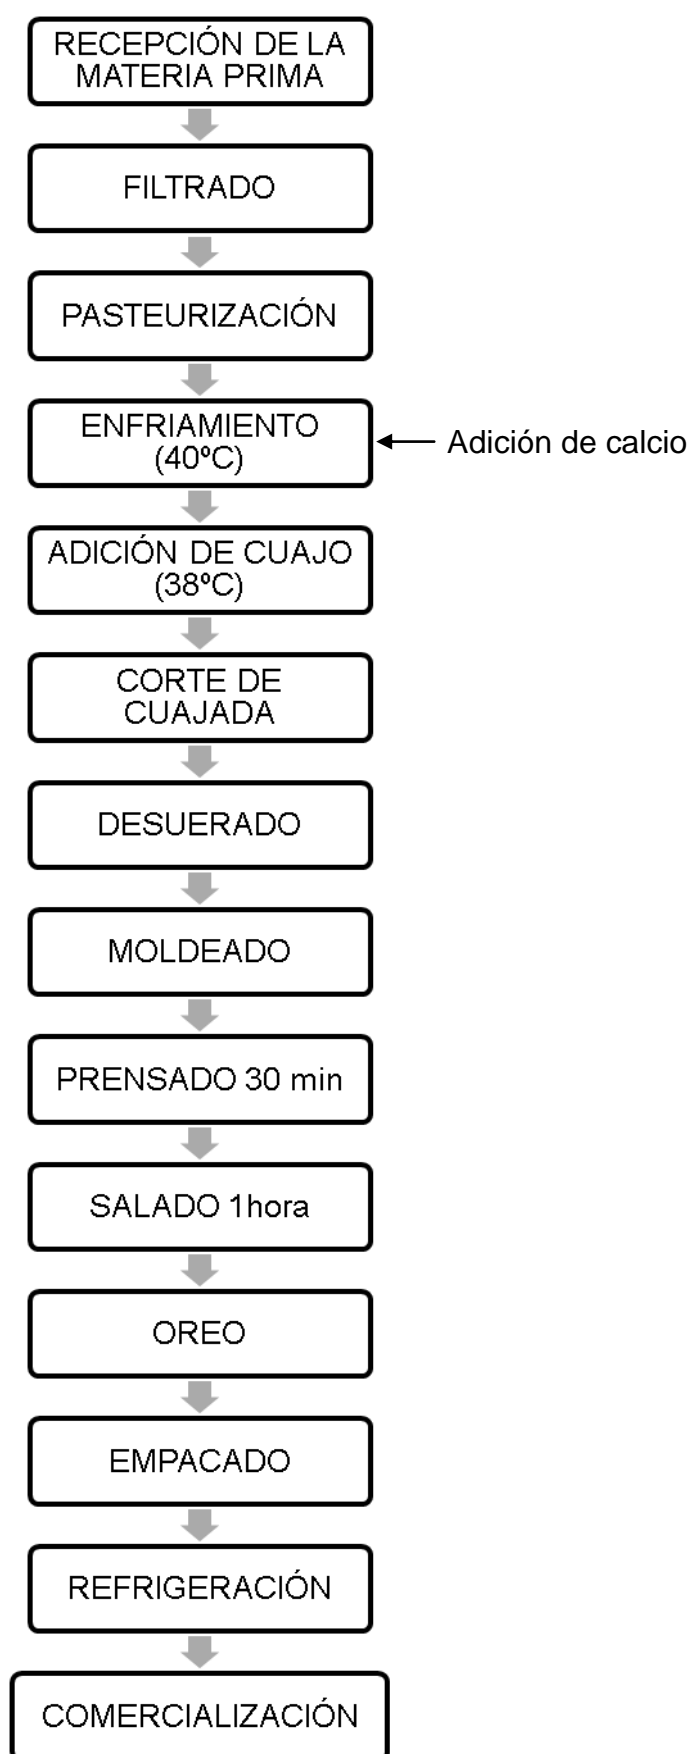 RECEPCIÓN DE LA
MATERIA PRIMA
FILTRADO
PASTEURIZACIÓN
ENFRIAMIENTO
(40ºC)
Adición de calcio
ADICIÓN DE CUAJO
(38ºC)
CORTE DE
CUAJADA
DESUERADO
MOLDEADO
PRENSADO 30 min
SALADO 1hora
OREO
EMPACADO
REFRIGERACIÓN
COMERCIALIZACIÓN